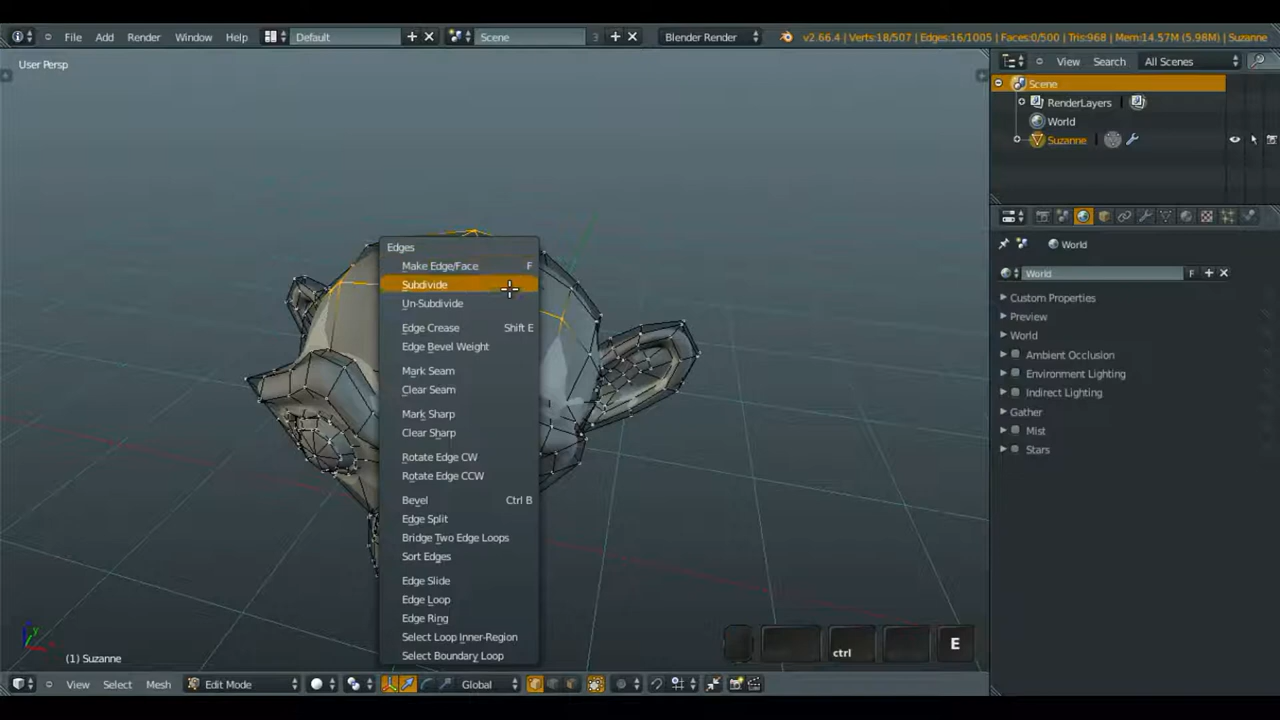 File Add Render Window Help Default Scene 3 Blender Render v2.66.4 | Verts:18/507 | Edges:16/1005 | Faces:0/500 | Tris:968 | Mem:14.57M (5.98M) | Suzanne
User Persp
View Search All Scenes
Scene
RenderLayers
World
Suzanne
World
World F
Custom Properties
Preview
World
Ambient Occlusion
Environment Lighting
Indirect Lighting
Gather
Mist
Stars
Edges
Make Edge/Face F
Subdivide
Un-Subdivide
Edge Crease Shift E
Edge Bevel Weight
Mark Seam
Clear Seam
Mark Sharp
Clear Sharp
Rotate Edge CW
Rotate Edge CCW
Bevel Ctrl B
Edge Split
Bridge Two Edge Loops
Sort Edges
Edge Slide
Edge Loop
Edge Ring
Select Loop Inner-Region
Select Boundary Loop
ctrl E
y
(1) Suzanne
View Select Mesh Edit Mode Global